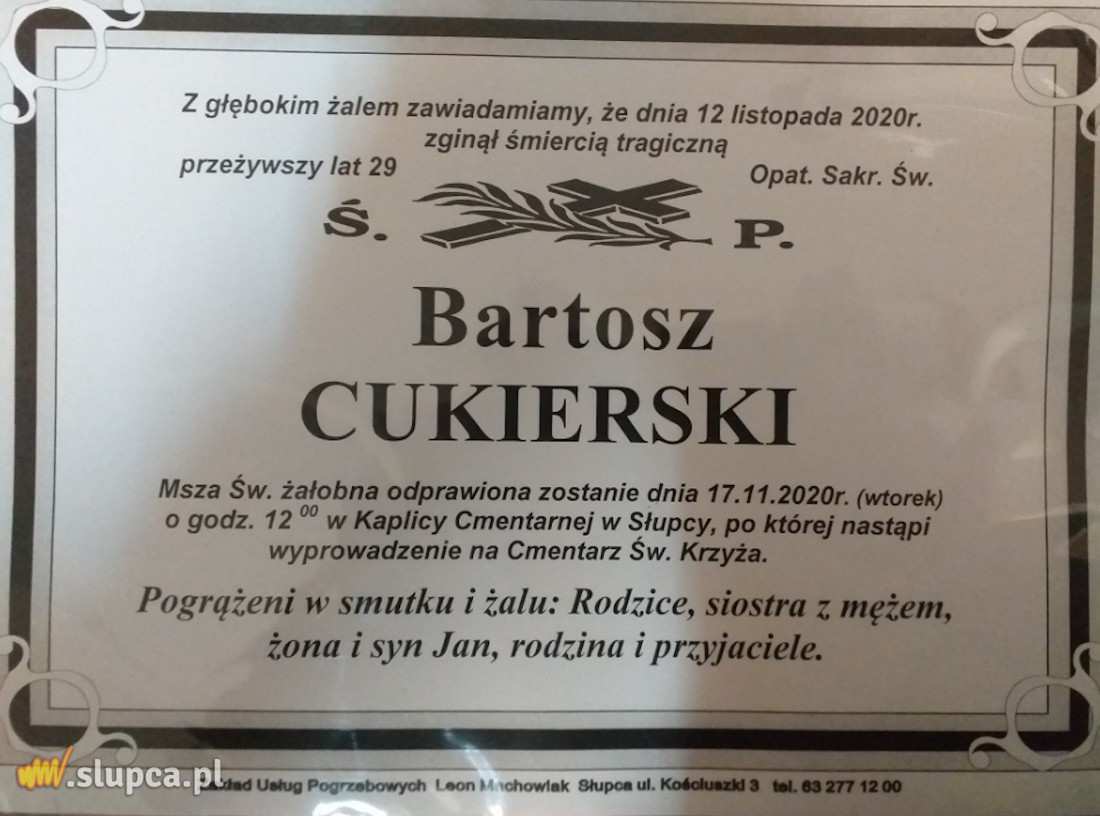 Z głębokim żalem zawiadamiamy, że dnia 12 listopada 2020r.
zginął śmiercią tragiczną
przeżywszy lat 29
Opat. Sakr. Św.
Ś. P.
Bartosz
CUKIERSKI
Msza Św. żałobna odprawiona zostanie dnia 17.11.2020r. (wtorek)
o godz. 12 00 w Kaplicy Cmentarnej w Słupcy, po której nastąpi
wyprowadzenie na Cmentarz Św. Krzyża.
Pogrążeni w smutku i żalu: Rodzice, siostra z mężem,
żona i syn Jan, rodzina i przyjaciele.
.slupca.pl
Usług Pogrzebowych Leon Machowiak Słupca ul. Kościuszki 3 tel. 63 277 12 00